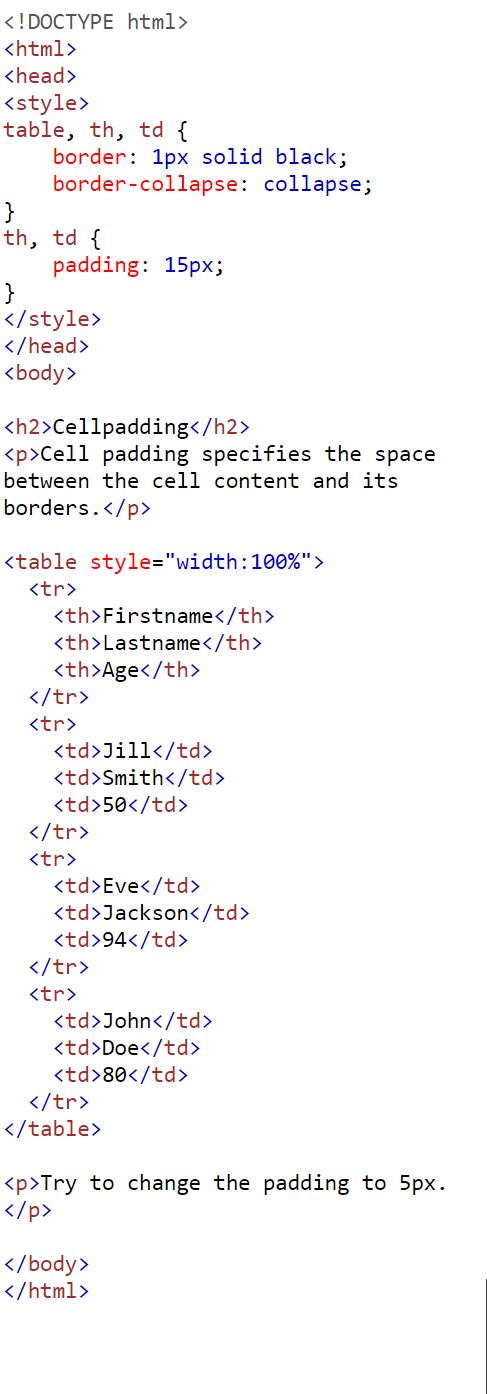 <!DOCTYPE html>
<html>
<head>
<style>
table, th, td {
    border: 1px solid black;
    border-collapse: collapse;
}
th, td {
    padding: 15px;
}
</style>
</head>
<body>

<h2>Cellpadding</h2>
<p>Cell padding specifies the space
between the cell content and its
borders.</p>

<table style="width:100%">
  <tr>
    <th>Firstname</th>
    <th>Lastname</th>
    <th>Age</th>
  </tr>
  <tr>
    <td>Jill</td>
    <td>Smith</td>
    <td>50</td>
  </tr>
  <tr>
    <td>Eve</td>
    <td>Jackson</td>
    <td>94</td>
  </tr>
  <tr>
    <td>John</td>
    <td>Doe</td>
    <td>80</td>
  </tr>
</table>

<p>Try to change the padding to 5px.
</p>

</body>
</html>